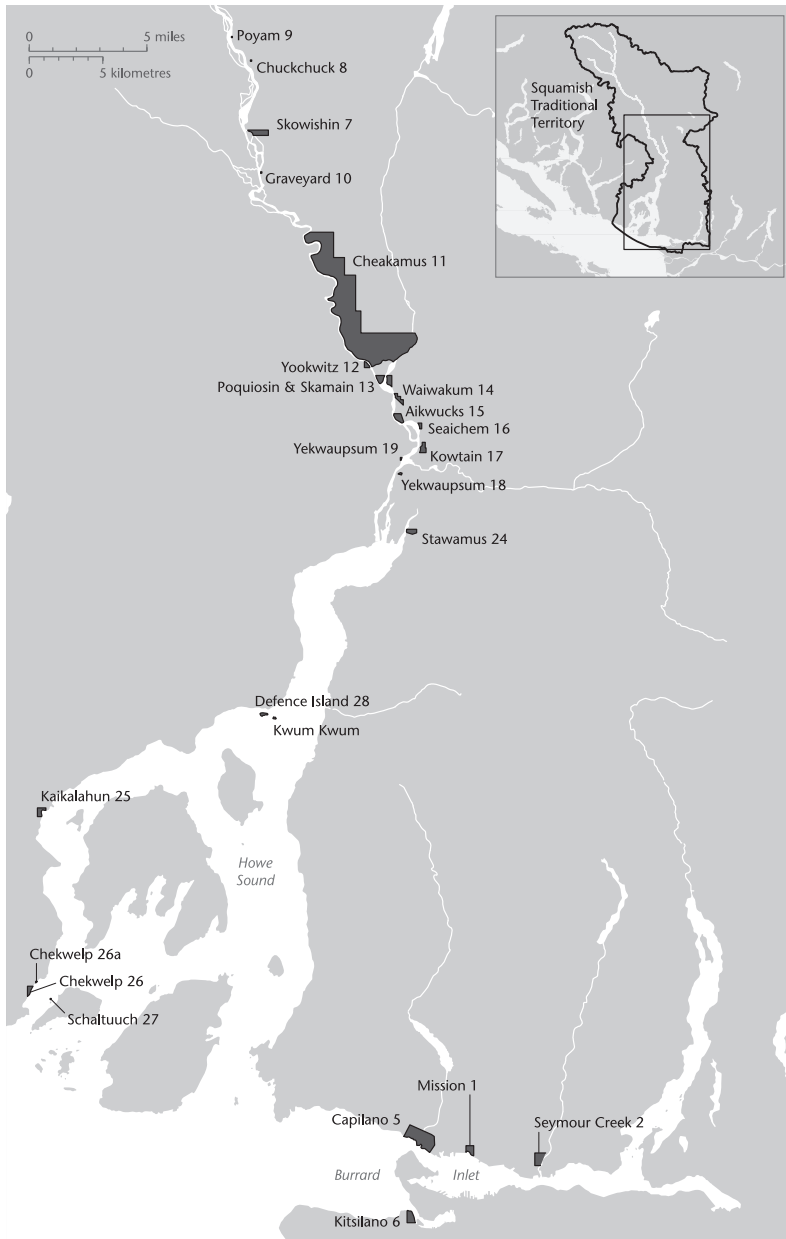 0 5 miles
0 5 kilometres
Squamish
Traditional
Territory
Poyam 9
Chuckchuck 8
Skowishin 7
Graveyard 10
Cheakamus 11
Yookwitz 12
Poquiosin & Skamain 13
Waiwakum 14
Aikwucks 15
Seaichem 16
Yekwaupsum 19
Kowtain 17
Yekwaupsum 18
Stawamus 24
Defence Island 28
Kwum Kwum
Kaikalahun 25
Howe
Sound
Chekwelp 26a
Chekwelp 26
Schaltuuch 27
Mission 1
Capilano 5
Seymour Creek 2
Burrard Inlet
Kitsilano 6